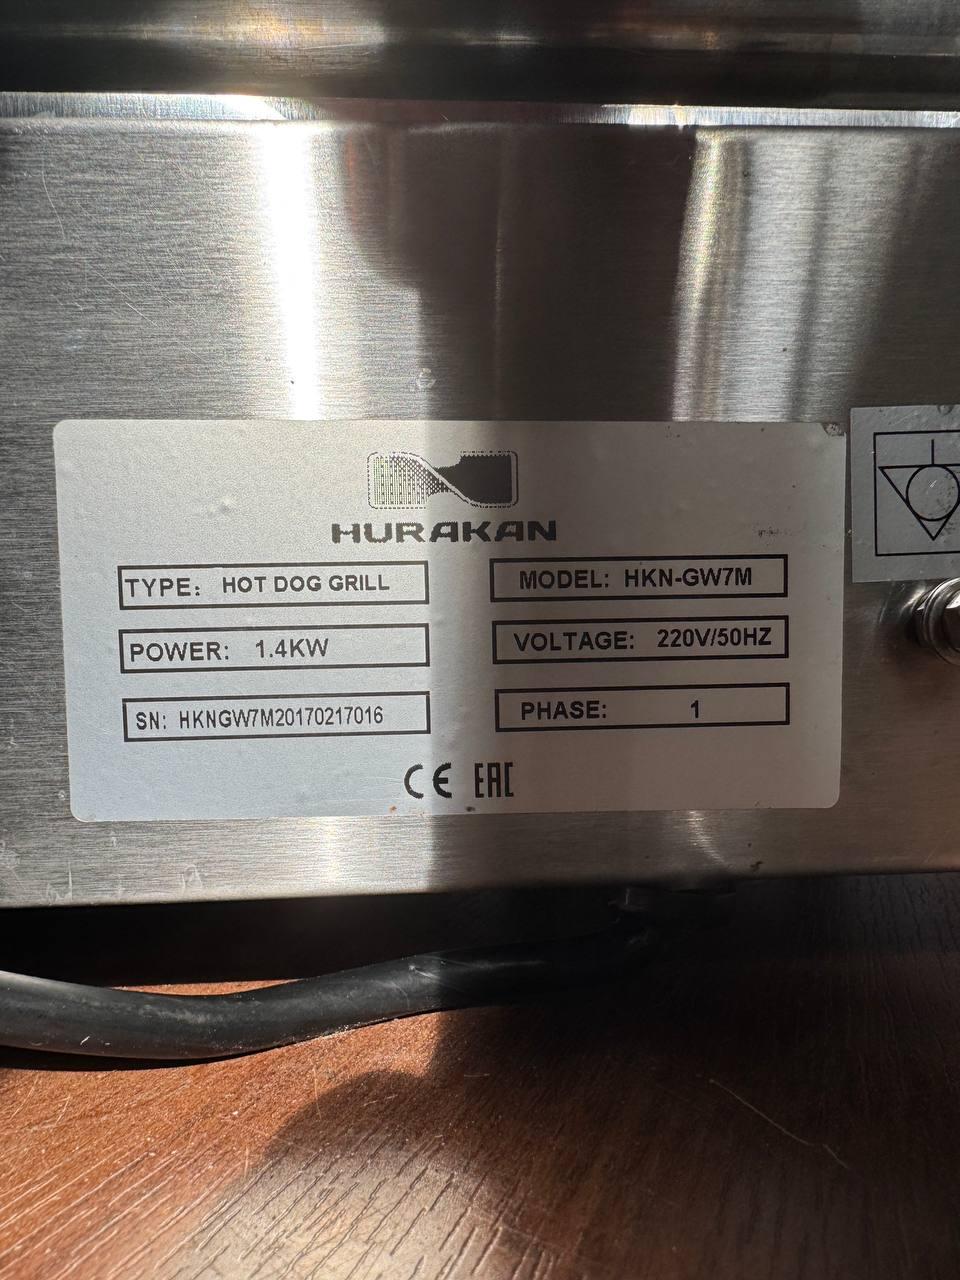 HURAKAN
TYPE: HOT DOG GRILL
MODEL: HKN-GW7M
POWER: 1.4KW
VOLTAGE: 220V/50HZ
SN: HKNGW7M20170217016
PHASE: 1
CE EAC